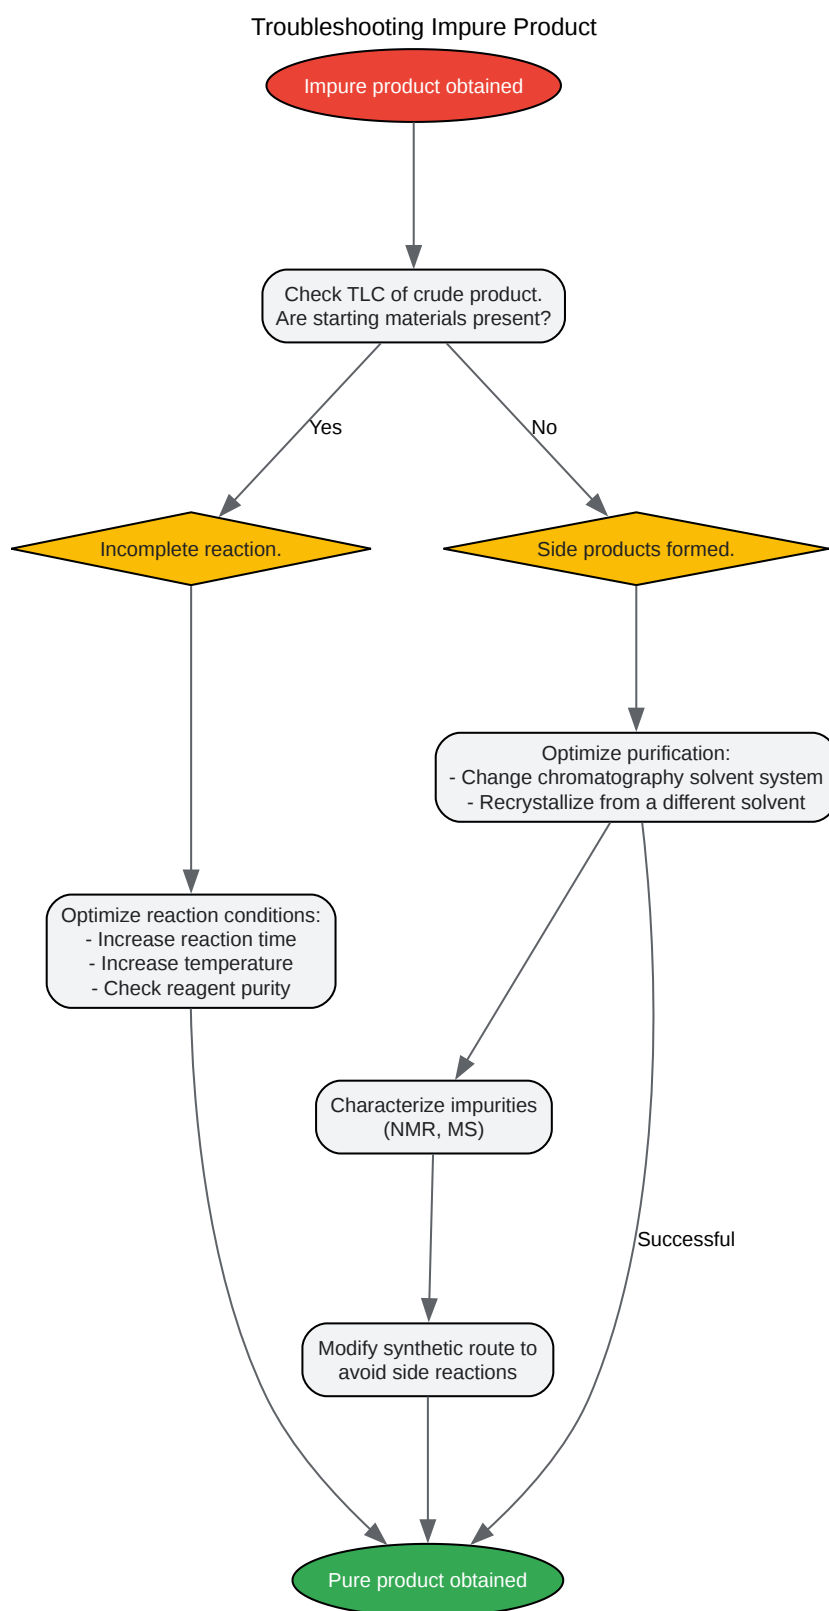 Troubleshooting Impure Product
Impure product obtained
Check TLC of crude product.
Are starting materials present?
Yes
No
Incomplete reaction.
Side products formed.
Optimize purification:
- Change chromatography solvent system
- Recrystallize from a different solvent
Optimize reaction conditions:
- Increase reaction time
- Increase temperature
- Check reagent purity
Characterize impurities
(NMR, MS)
Successful
Modify synthetic route to
avoid side reactions
Pure product obtained